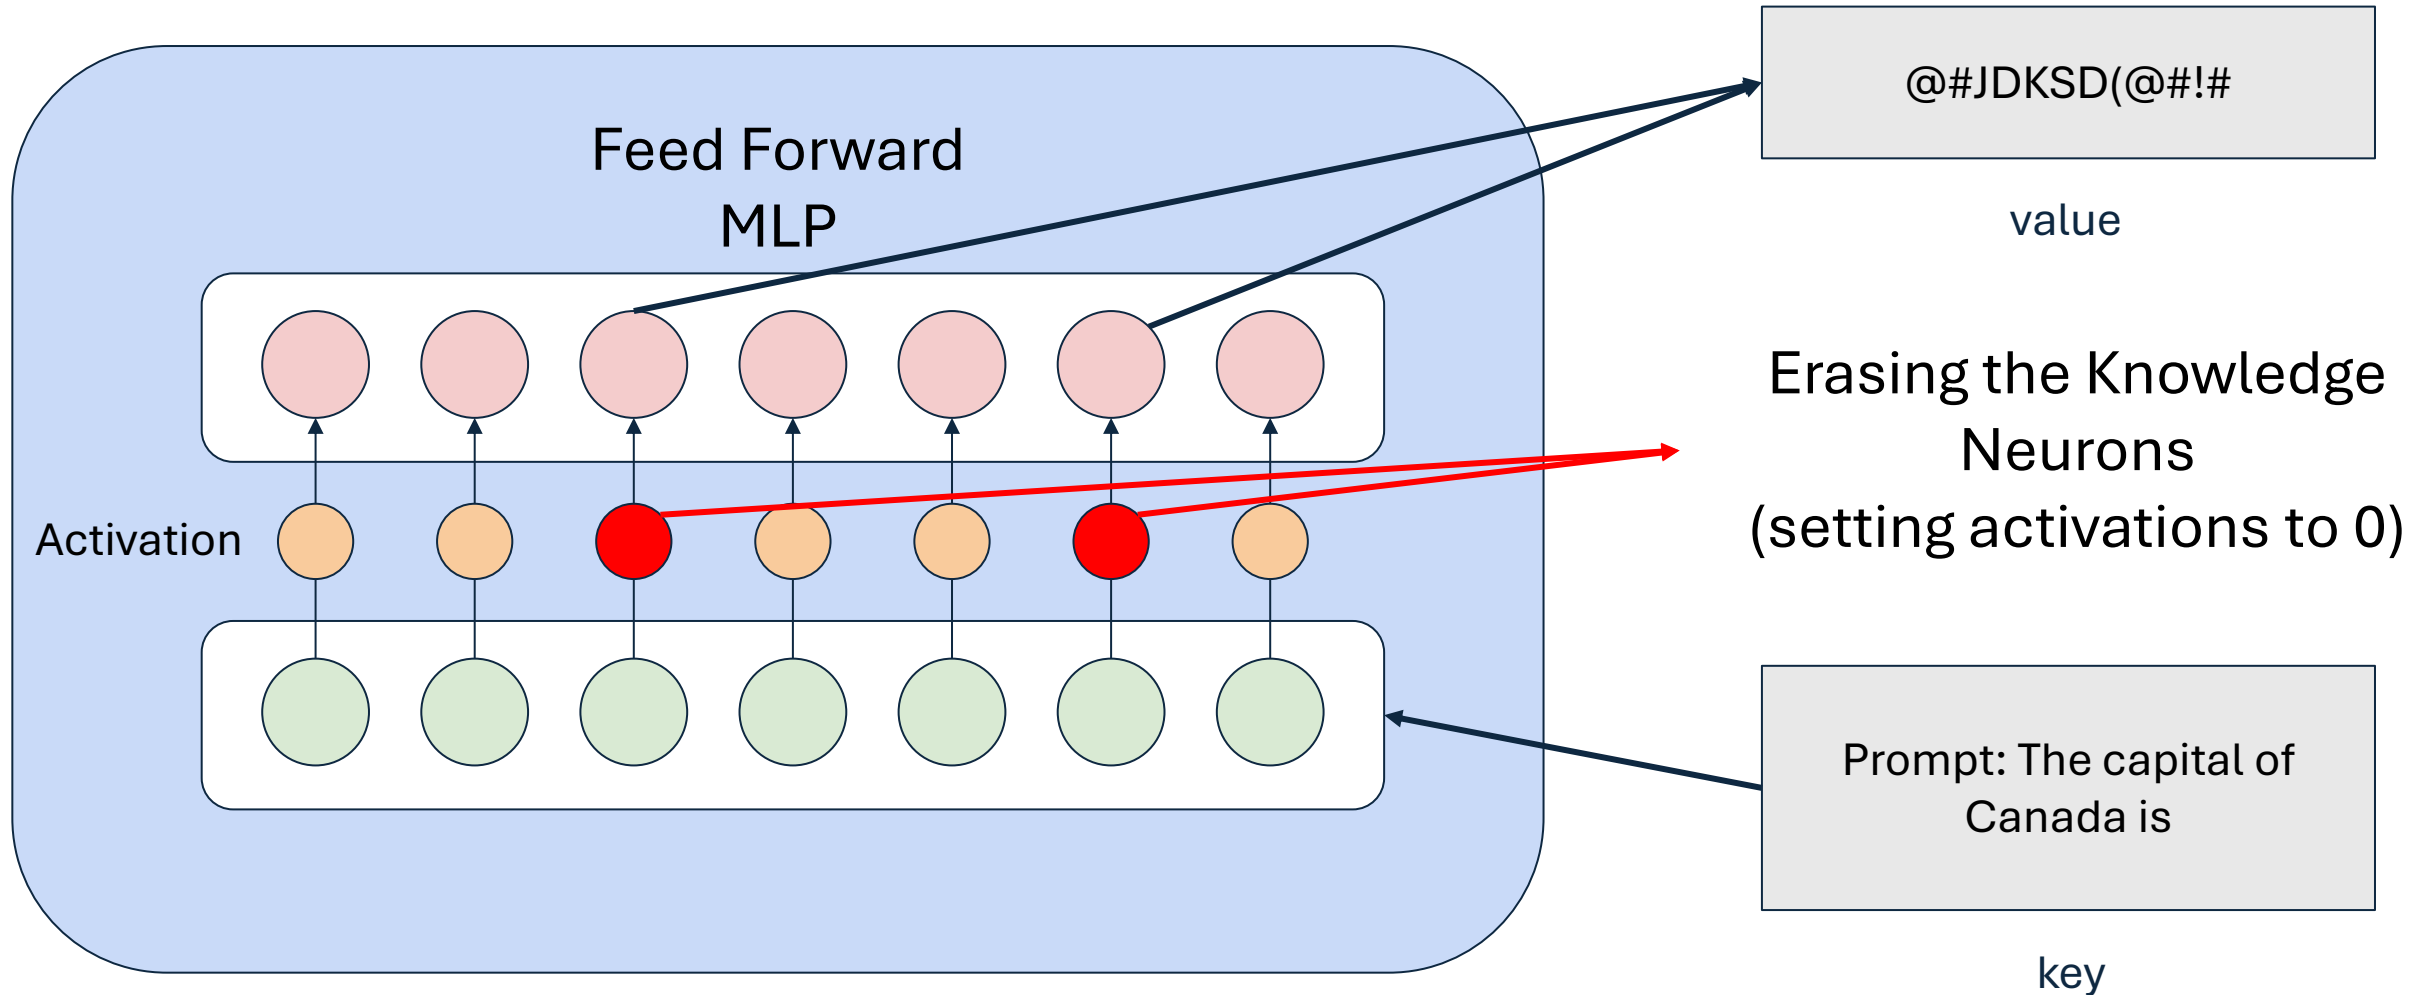 @#JDKSD(@#!#
Feed Forward
MLP
value
Erasing the Knowledge
Neurons
(setting activations to 0)
Activation
Prompt: The capital of
Canada is
key